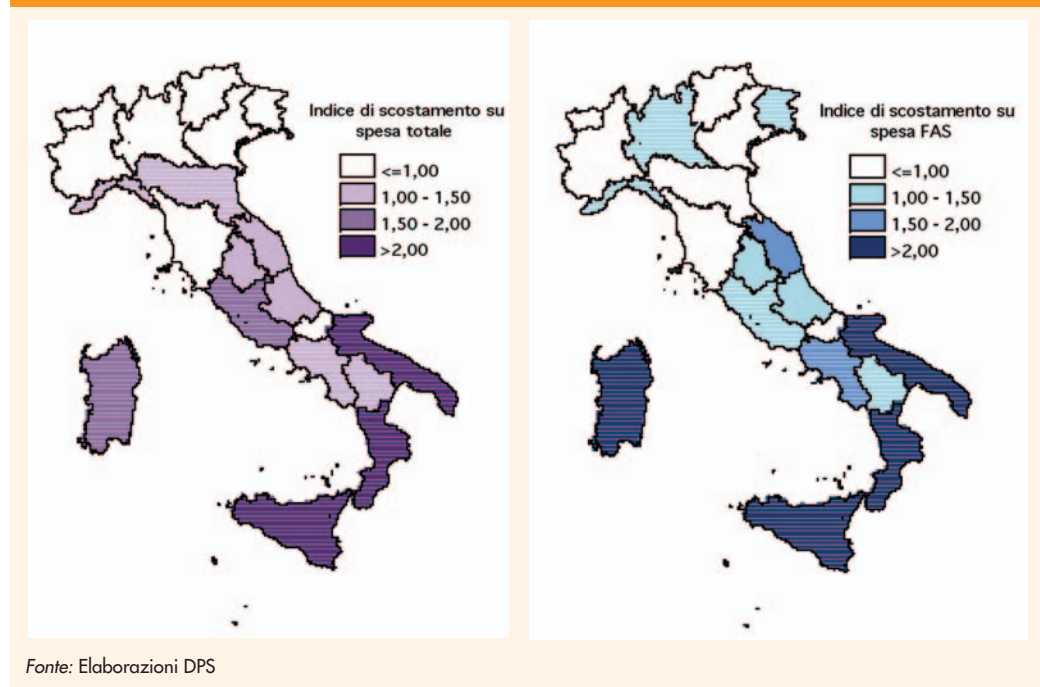 Indice di scostamento su
spesa totale
<=1,00
1,00 - 1,50
1,50 - 2,00
>2,00
Indice di scostamento su
spesa FAS
<=1,00
1,00 - 1,50
1,50 - 2,00
>2,00
Fonte: Elaborazioni DPS